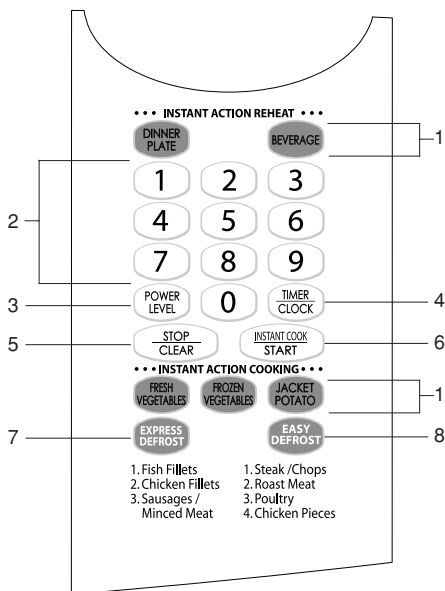 • • • INSTANT ACTION REHEAT • • •
DINNER
PLATE
BEVERAGE
1
1 2 3
2
4 5 6
7 8 9
3
POWER
LEVEL
0
TIMER
CLOCK
4
5
STOP
CLEAR
INSTANT COOK
START
6
• • • INSTANT ACTION COOKING • • •
FRESH
VEGETABLES
FROZEN
VEGETABLES
JACKET
POTATO
1
7
EXPRESS
DEFROST
EASY
DEFROST
8
1. Fish Fillets
2. Chicken Fillets
3. Sausages /
Minced Meat
1. Steak /Chops
2. Roast Meat
3. Poultry
4. Chicken Pieces